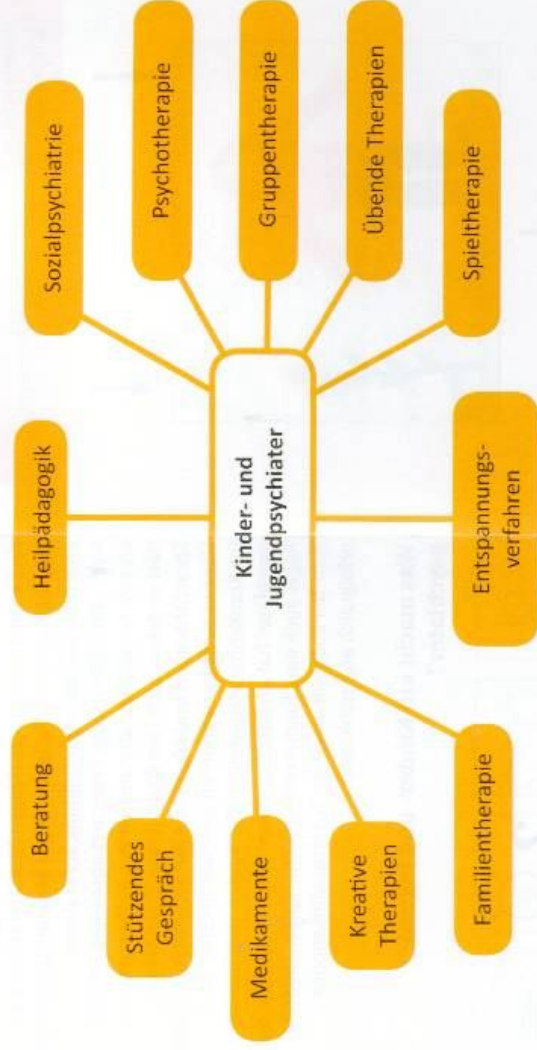 Beratung
Heilpädagogik
Sozialpsychiatrie
Stützendes
Gespräch
Psychotherapie
Medikamente
Kinder- und
Jugendpsychiater
Gruppentherapie
Kreative
Therapien
Übende Therapien
Familientherapie
Entspannungs-
verfahren
Spieltherapie